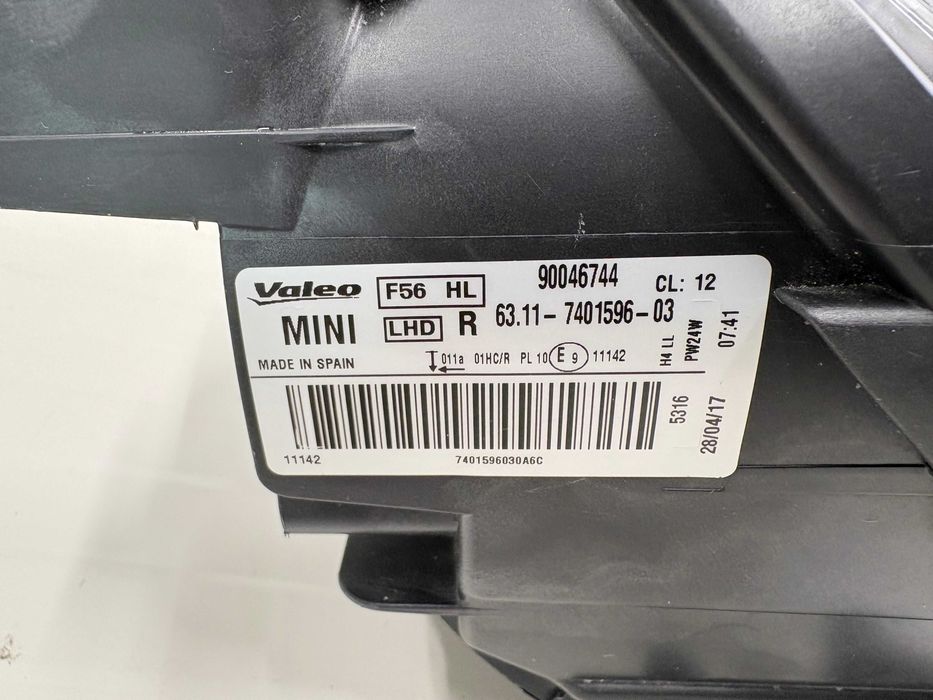 Valeo F56 HL 90046744 CL: 12
MINI LHD R 63.11-7401596-03
MADE IN SPAIN 011a 01HC/R PL 10 E 9 11142
H4 LL
PW24W
07:41
5316
28/04/17
11142 7401596030A6C